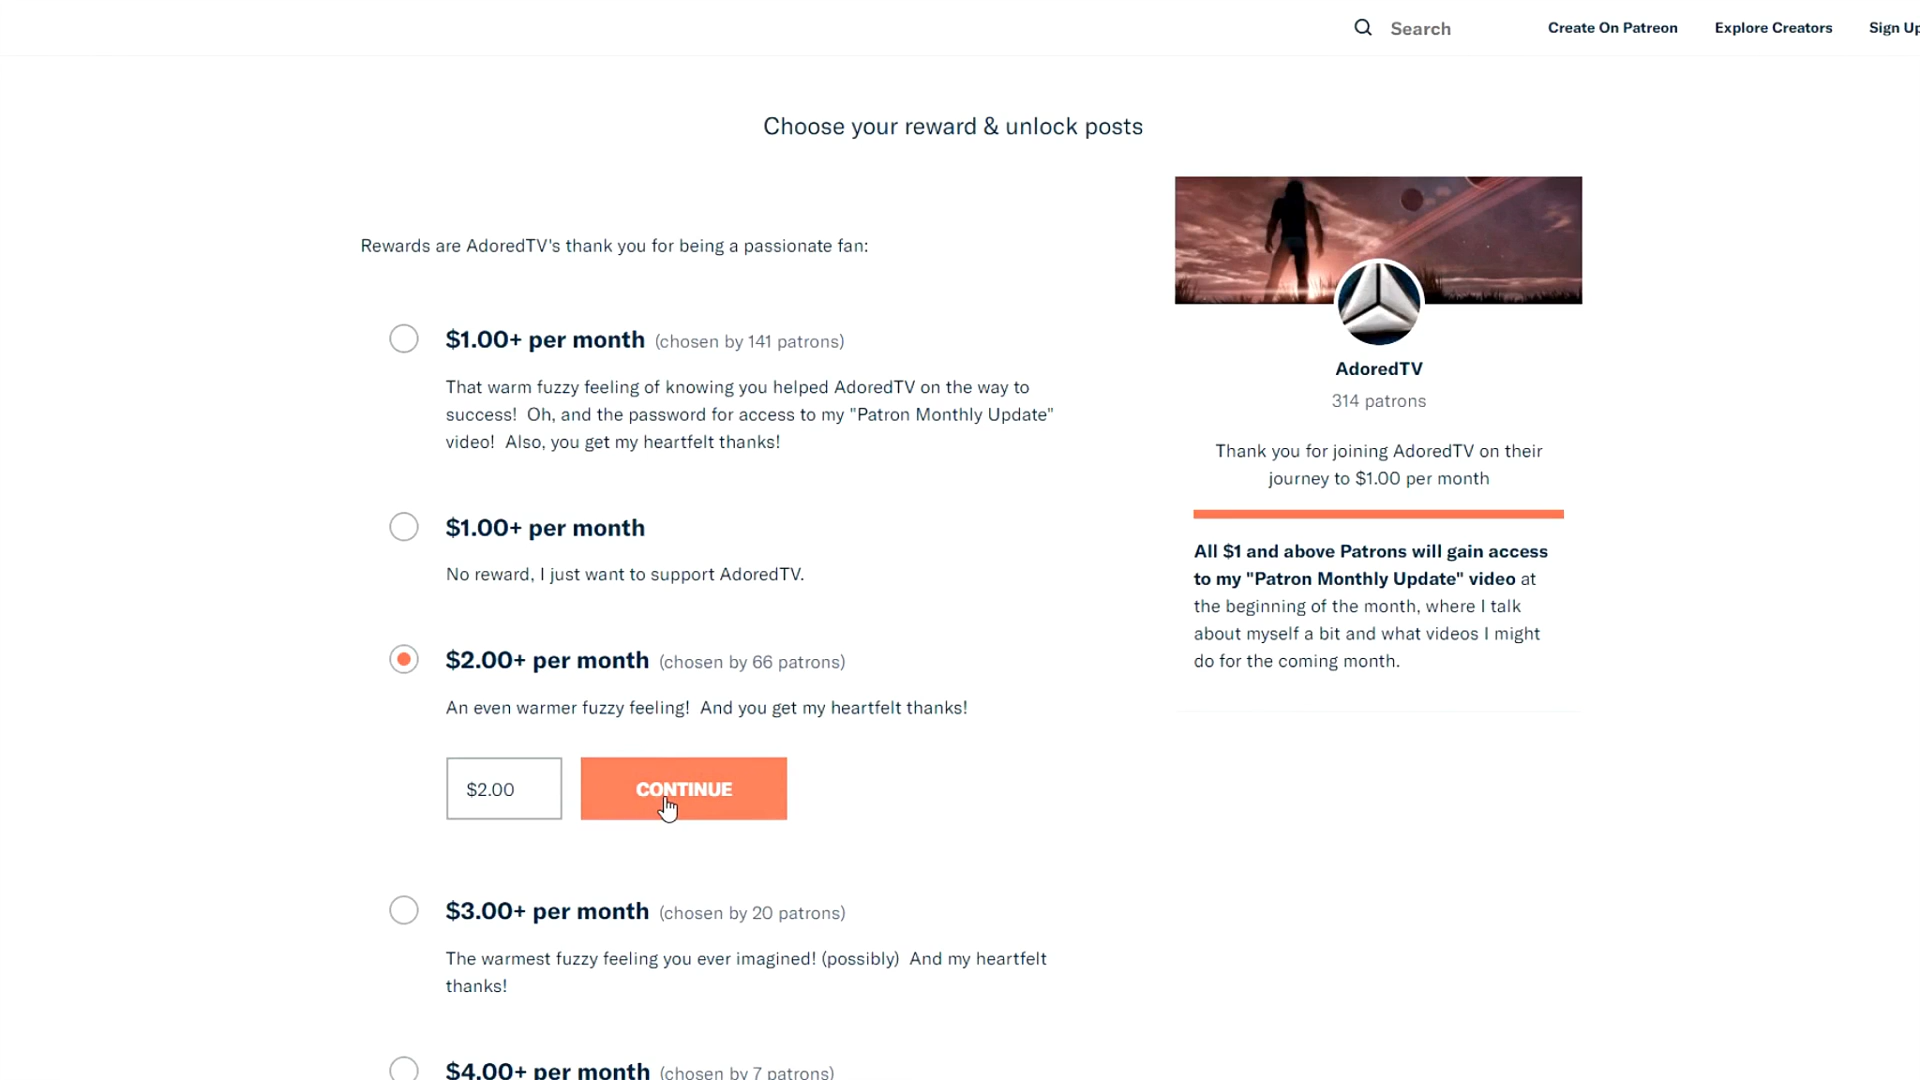 Search
Create On Patreon
Explore Creators
Sign Up
Choose your reward & unlock posts
Rewards are AdoredTV's thank you for being a passionate fan:
$1.00+ per month (chosen by 141 patrons)
That warm fuzzy feeling of knowing you helped AdoredTV on the way to
success! Oh, and the password for access to my "Patron Monthly Update"
video! Also, you get my heartfelt thanks!
$1.00+ per month
No reward, I just want to support AdoredTV.
$2.00+ per month (chosen by 66 patrons)
An even warmer fuzzy feeling! And you get my heartfelt thanks!
$2.00
CONTINUE
$3.00+ per month (chosen by 20 patrons)
The warmest fuzzy feeling you ever imagined! (possibly) And my heartfelt
thanks!
$4.00+ per month (chosen by 7 patrons)
AdoredTV
314 patrons
Thank you for joining AdoredTV on their
journey to $1.00 per month
All $1 and above Patrons will gain access
to my "Patron Monthly Update" video at
the beginning of the month, where I talk
about myself a bit and what videos I might
do for the coming month.